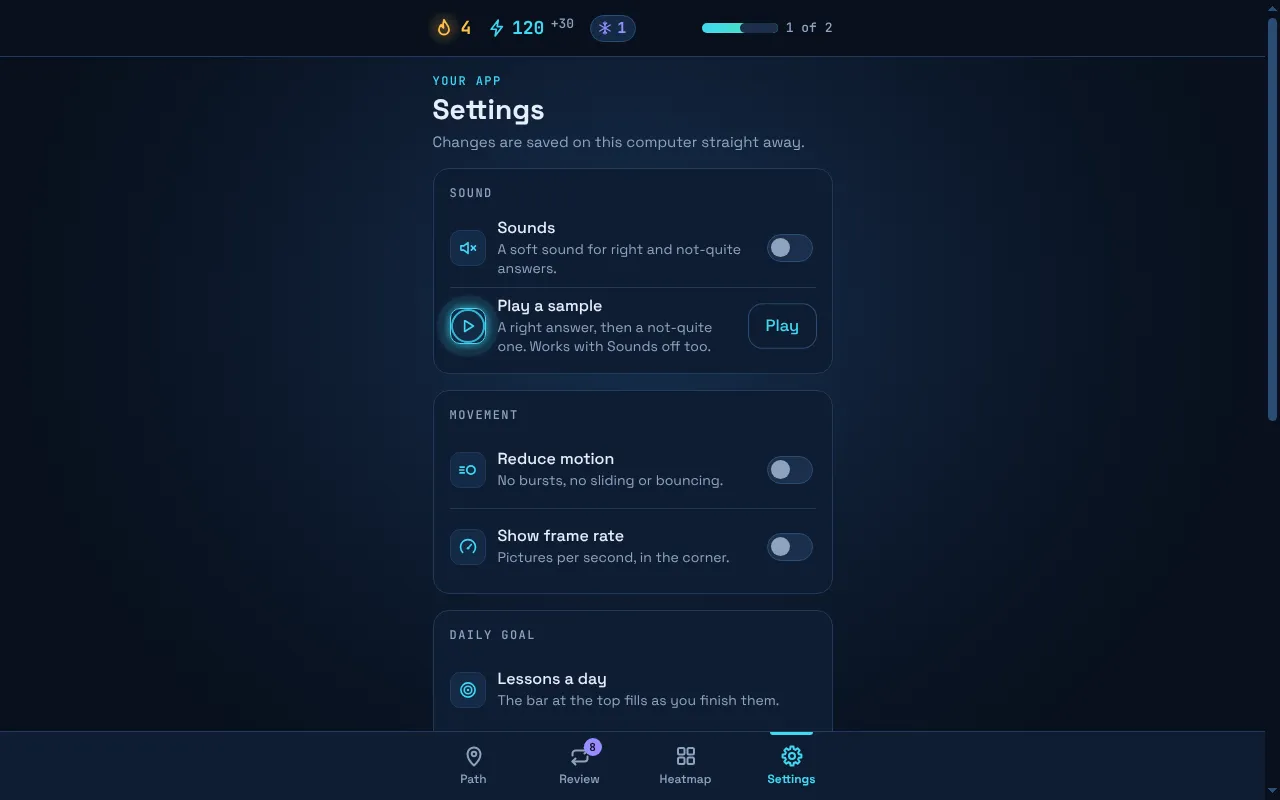 4 120 +30 1 1 of 2
YOUR APP
Settings
Changes are saved on this computer straight away.
SOUND
Sounds
A soft sound for right and not-quite
answers.
Play a sample
A right answer, then a not-quite
one. Works with Sounds off too.
Play
MOVEMENT
Reduce motion
No bursts, no sliding or bouncing.
Show frame rate
Pictures per second, in the corner.
DAILY GOAL
Lessons a day
The bar at the top fills as you finish them.
8
Path Review Heatmap Settings